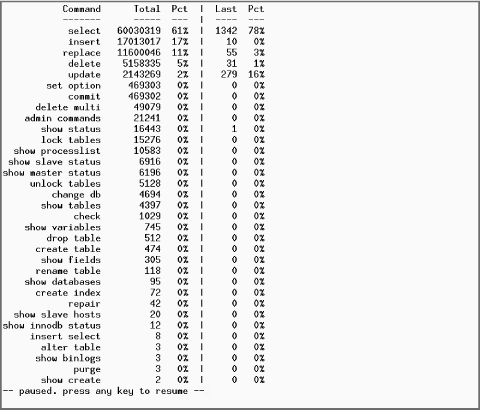 Command Total Pct | Last Pct
------- ----- --- | ---- ---
select 60030319 61% | 1342 78%
insert 17013017 17% | 10 0%
replace 11600046 11% | 55 3%
delete 5158335 5% | 31 1%
update 2143269 2% | 279 16%
set option 469303 0% | 0 0%
commit 469302 0% | 0 0%
delete multi 49079 0% | 0 0%
admin commands 21241 0% | 0 0%
show status 16443 0% | 1 0%
lock tables 15276 0% | 0 0%
show processlist 10583 0% | 0 0%
show slave status 6916 0% | 0 0%
show master status 6196 0% | 0 0%
unlock tables 5128 0% | 0 0%
change db 4694 0% | 0 0%
show tables 4397 0% | 0 0%
check 1029 0% | 0 0%
show variables 745 0% | 0 0%
drop table 512 0% | 0 0%
create table 474 0% | 0 0%
show fields 305 0% | 0 0%
rename table 118 0% | 0 0%
show databases 95 0% | 0 0%
create index 72 0% | 0 0%
repair 42 0% | 0 0%
show slave hosts 20 0% | 0 0%
show innodb status 12 0% | 0 0%
insert select 8 0% | 0 0%
alter table 3 0% | 0 0%
show binlogs 3 0% | 0 0%
purge 3 0% | 0 0%
show create 2 0% | 0 0%
-- paused. press any key to resume --